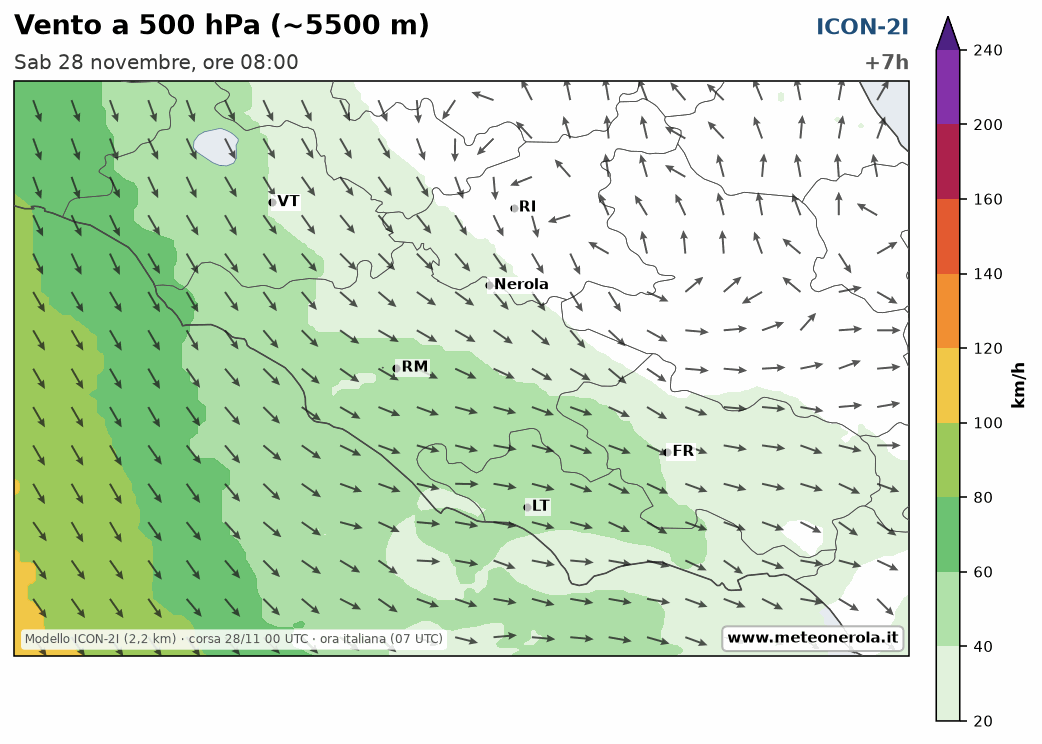 Vento a 500 hPa (~5500 m)
ICON-2I
Sab 28 novembre, ore 08:00
+7h
240
200
160
140
120
100
80
60
40
20
km/h
VT
RI
Nerola
RM
FR
LT
Modello ICON-2I (2,2 km) · corsa 28/11 00 UTC · ora italiana (07 UTC)
www.meteonerola.it